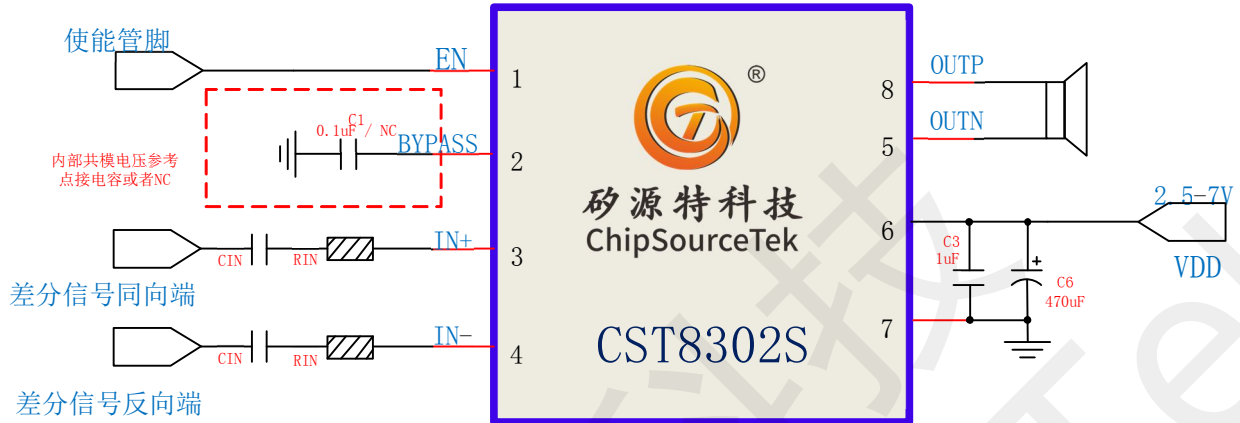 使能管脚
EN
1
C1
0.1uF / NC
BYPASS
2
内部共模电压参考
点接电容或者NC
CIN
RIN
IN+
3
差分信号同向端
CIN
RIN
IN-
4
差分信号反向端
®
矽源特科技
ChipSourceTek
CST8302S
8
OUTP
5
OUTN
6
2.5-7V
VDD
C3
1uF
+
C6
470uF
7
科技
Te